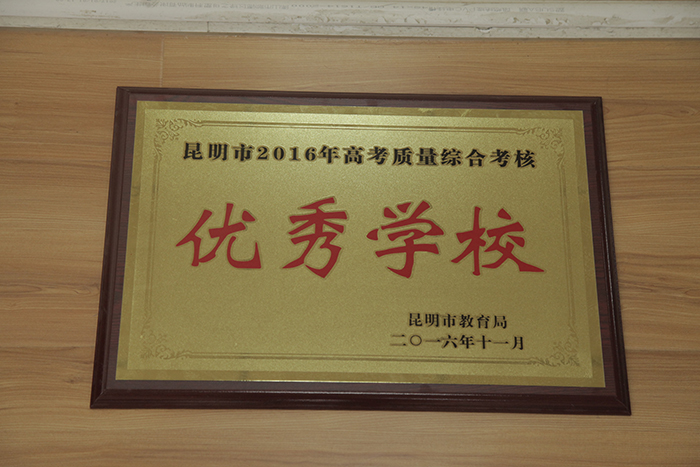 昆明市2016年高考质量综合考核
优秀学校
昆明市教育局
二〇一六年十一月